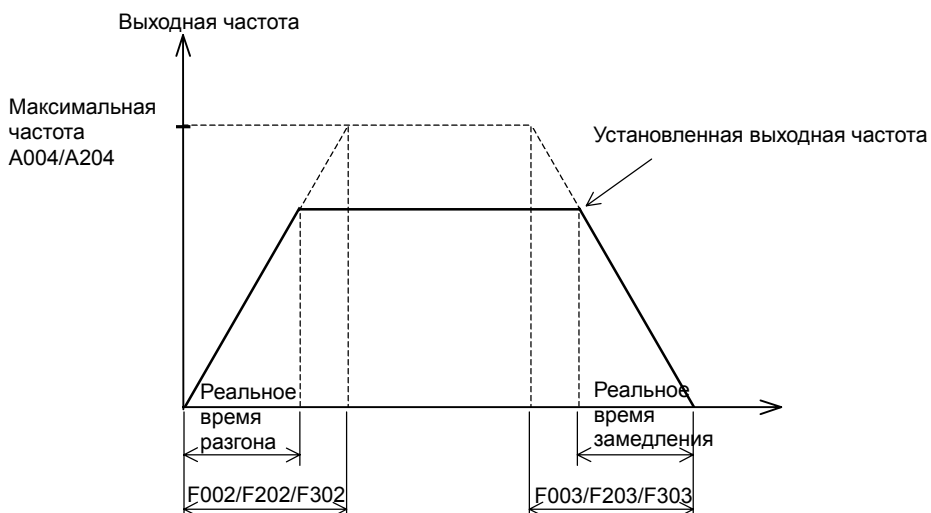 Выходная частота
Максимальная
частота
A004/A204
Установленная выходная частота
Реальное
время
разгона
Реальное
время
замедления
F002/F202/F302
F003/F203/F303